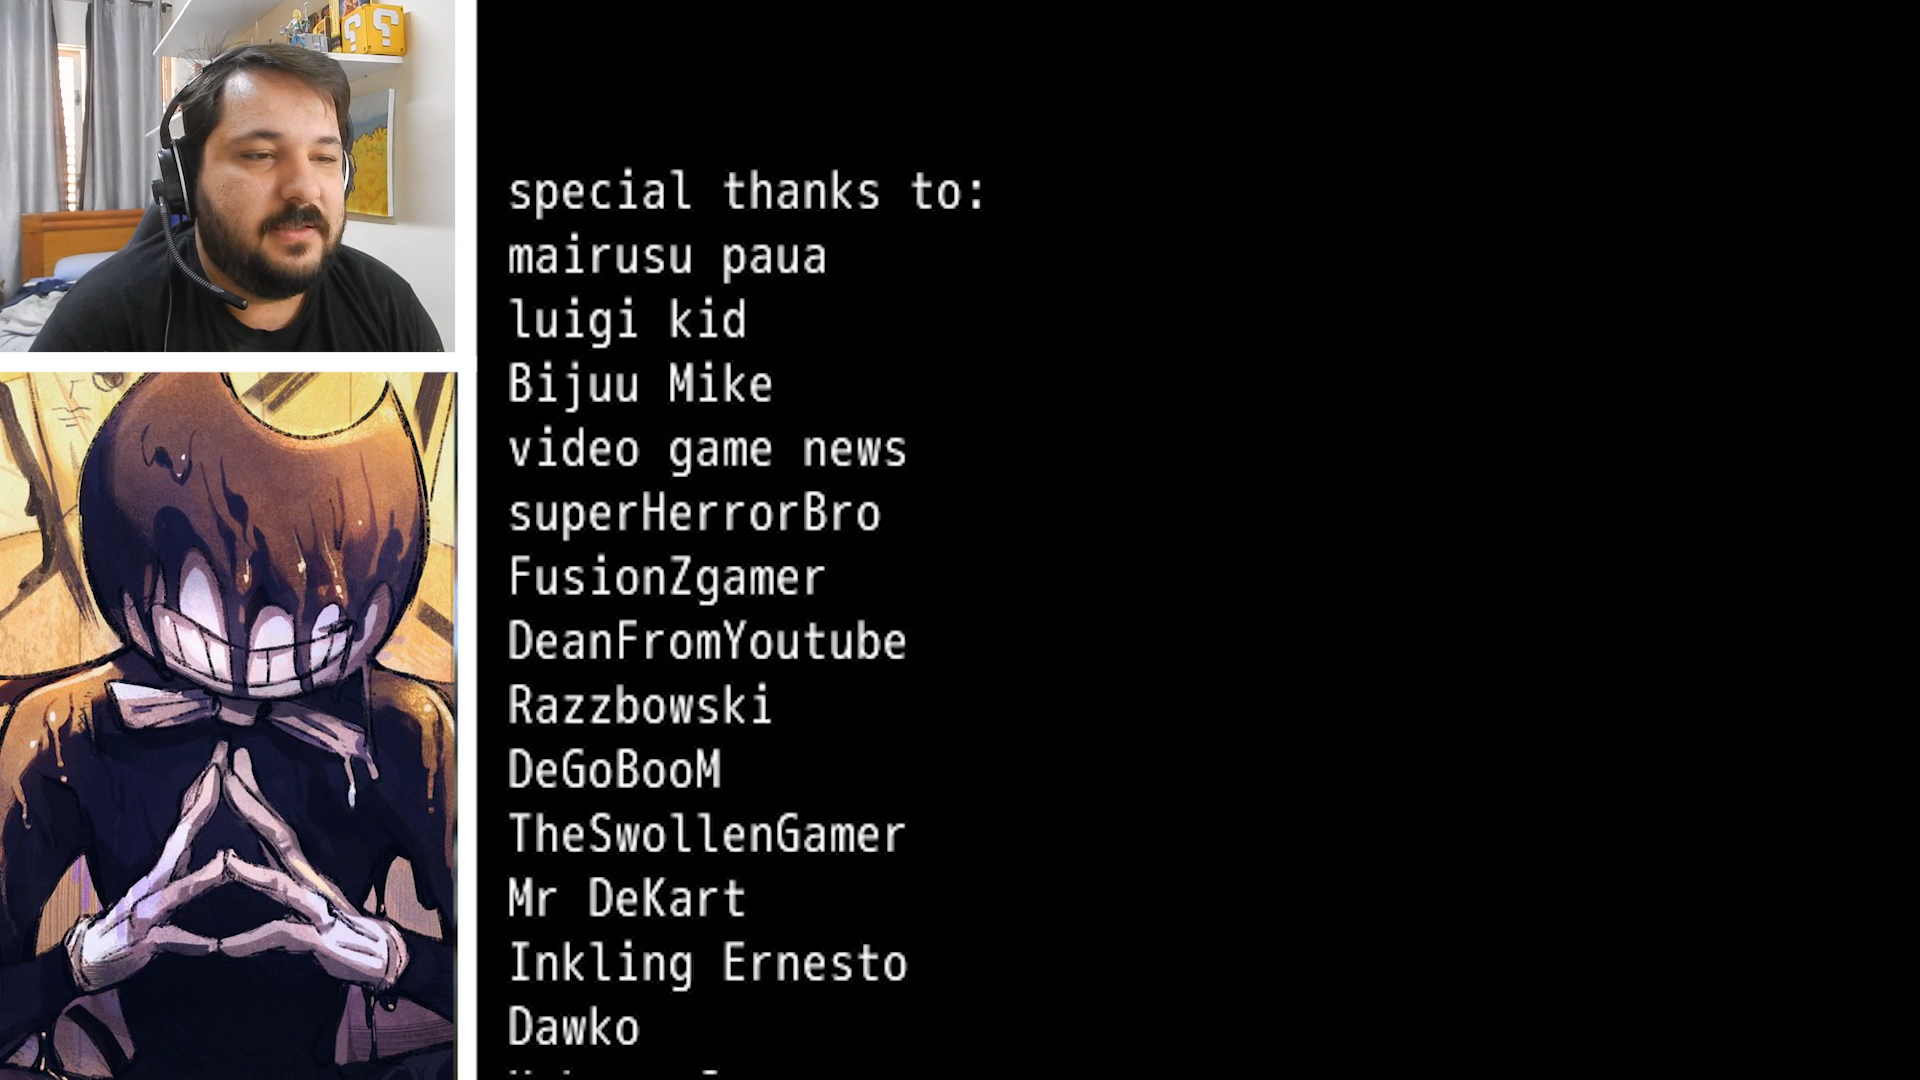 special thanks to:
mairusu paua
luigi kid
Bijuu Mike
video game news
superHerrorBro
FusionZgamer
DeanFromYoutube
Razzbowski
DeGoBooM
TheSwollenGamer
Mr DeKart
Inkling Ernesto
Dawko